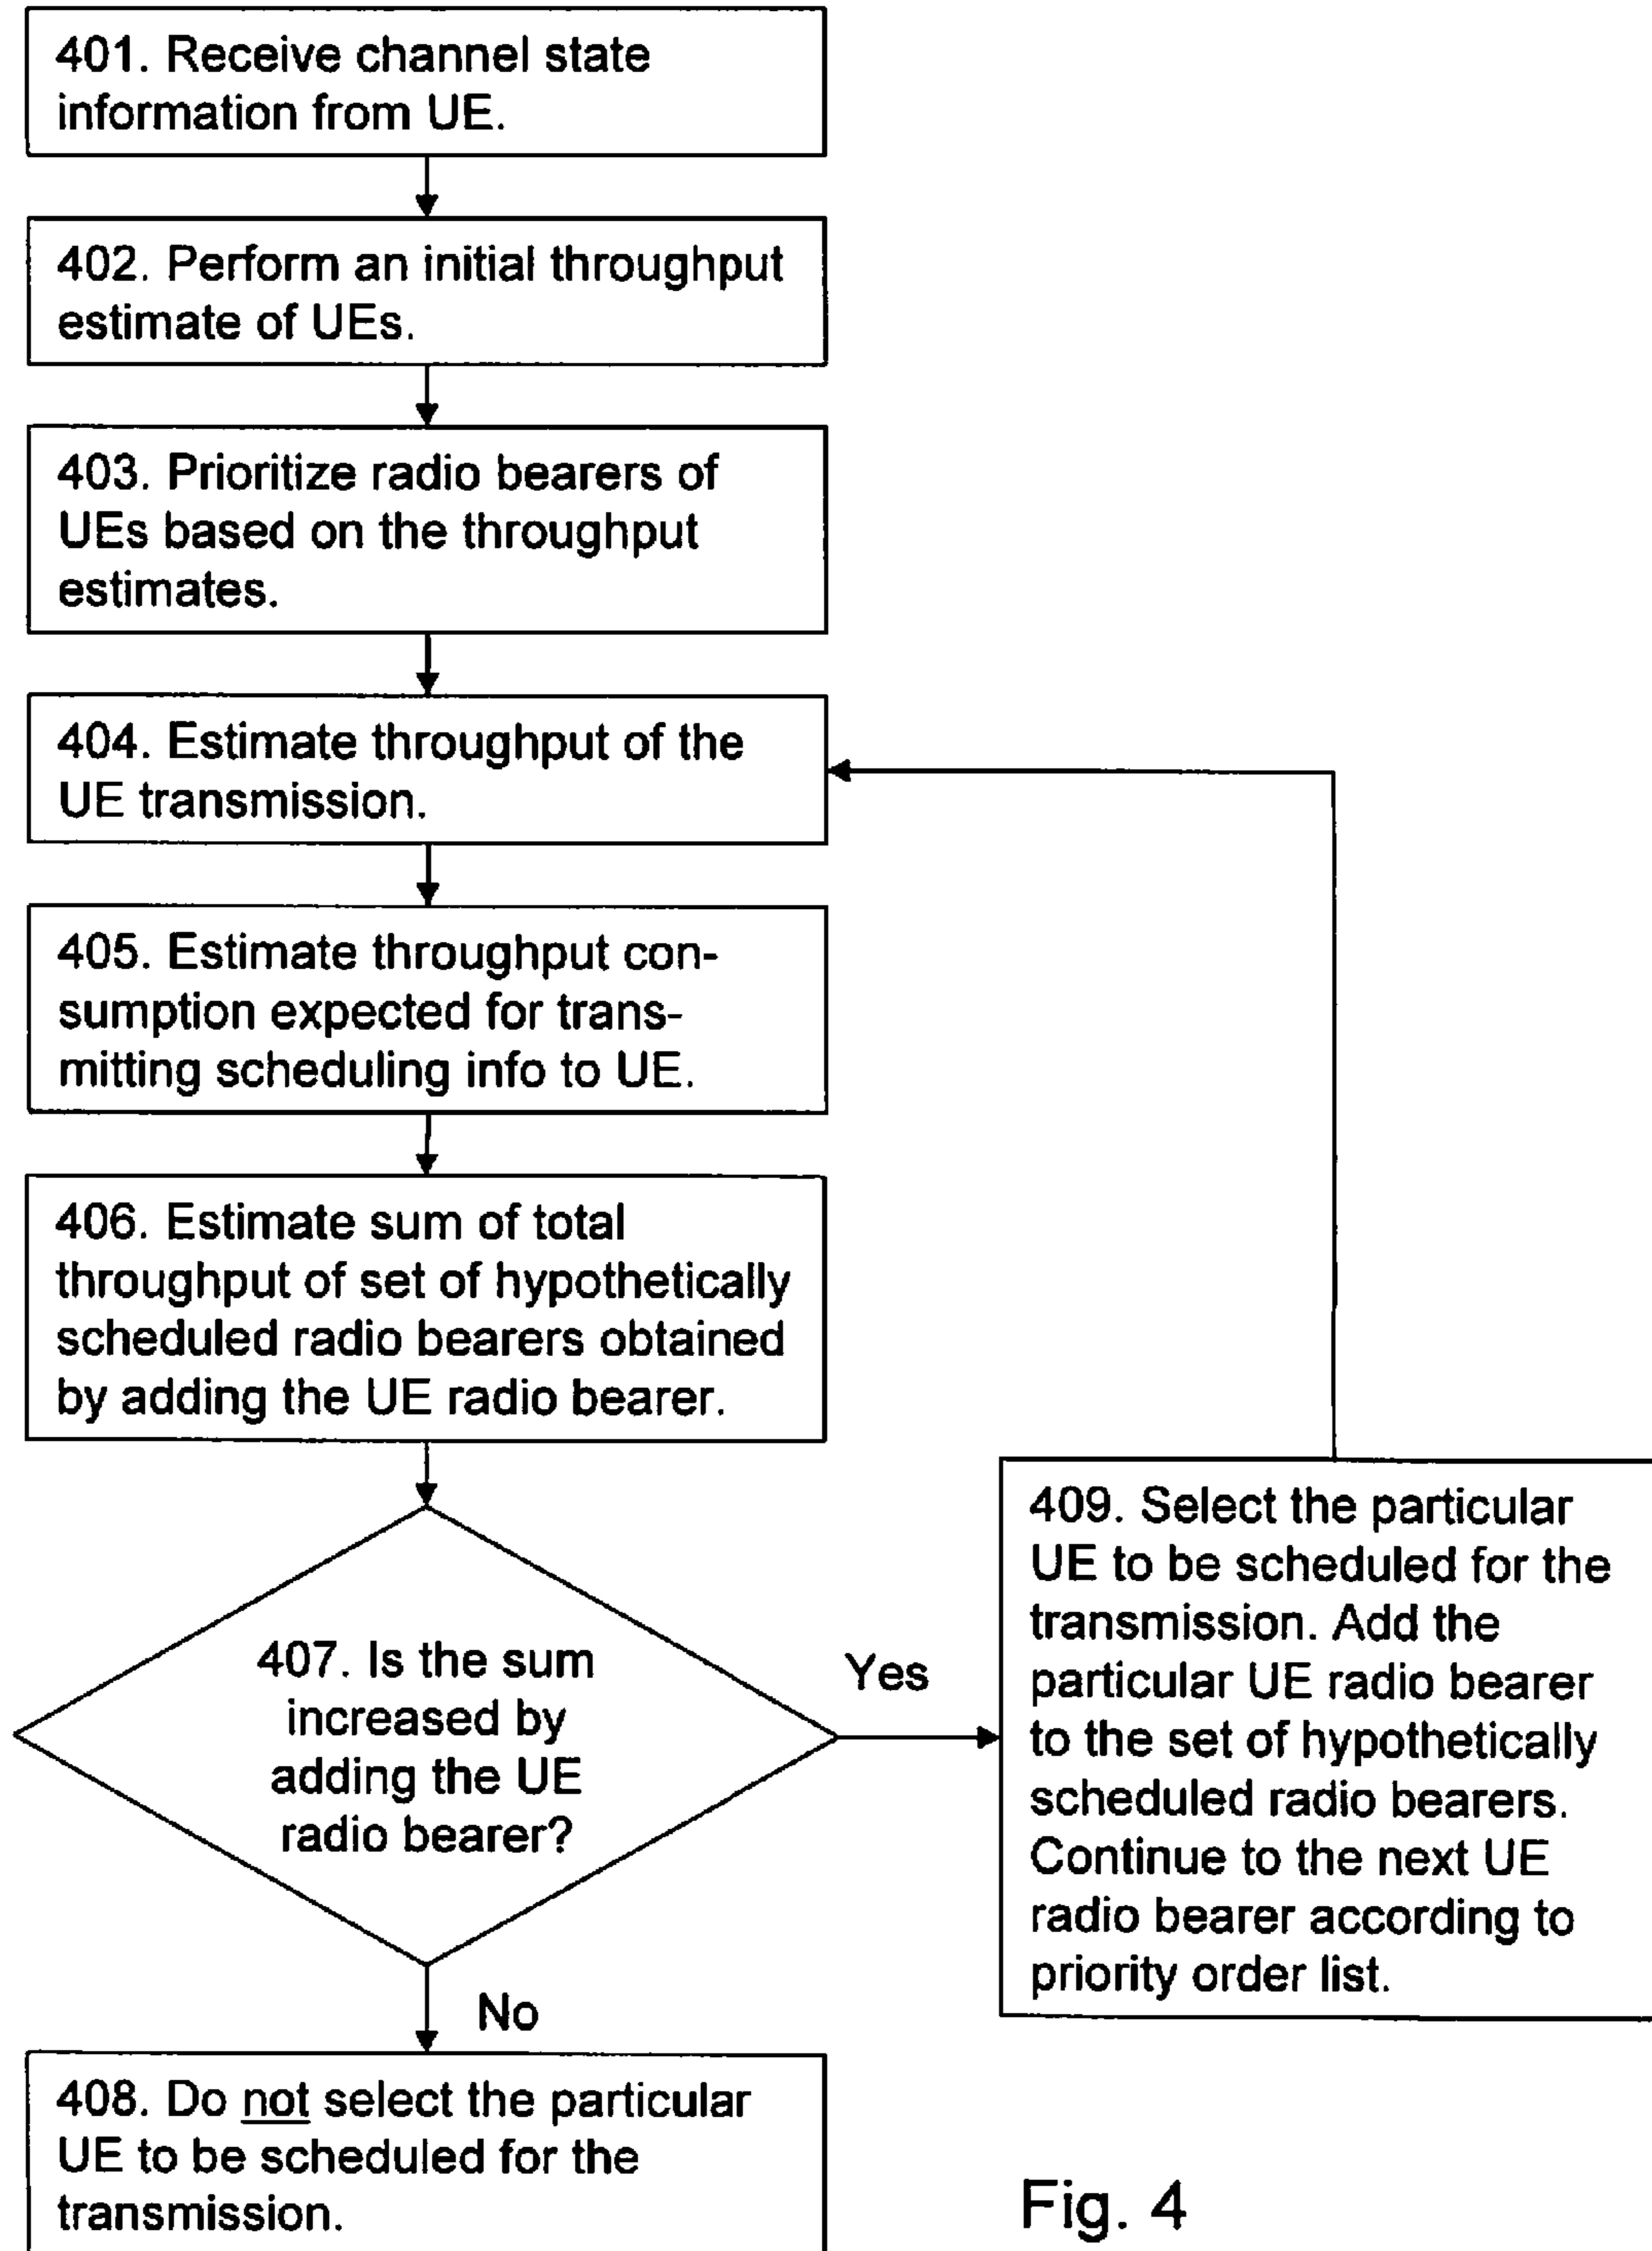 401. Receive channel state
information from UE.
402. Perform an initial throughput
estimate of UEs.
403. Prioritize radio bearers of
UEs based on the throughput
estimates.
404. Estimate throughput of the
UE transmission.
405. Estimate throughput con-
sumption expected for trans-
mitting scheduling info to UE.
406. Estimate sum of total
throughput of set of hypothetically
scheduled radio bearers obtained
by adding the UE radio bearer.
407. Is the sum
increased by
adding the UE
radio bearer?
Yes
409. Select the particular
UE to be scheduled for the
transmission. Add the
particular UE radio bearer
to the set of hypothetically
scheduled radio bearers.
Continue to the next UE
radio bearer according to
priority order list.
No
408. Do not select the particular
UE to be scheduled for the
transmission.
Fig. 4